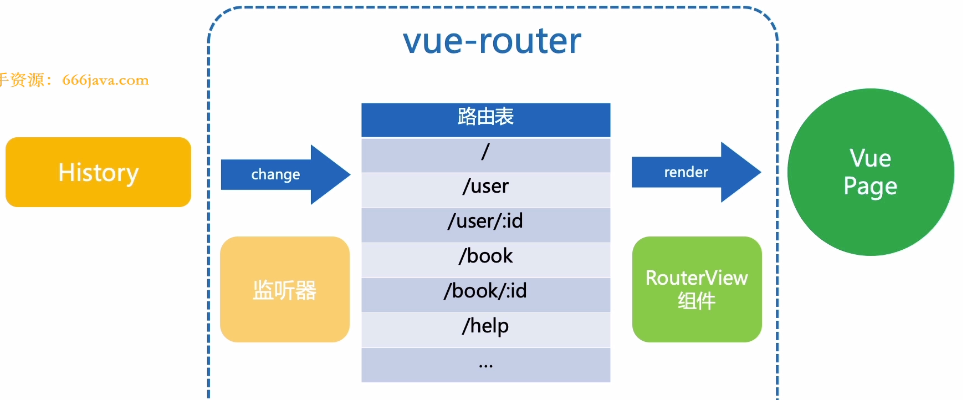 vue-router
手资源：666java.com
路由表
/
History
change
/user
render
Vue
Page
/user/:id
/book
监听器
/book/:id
RouterView
组件
/help
...